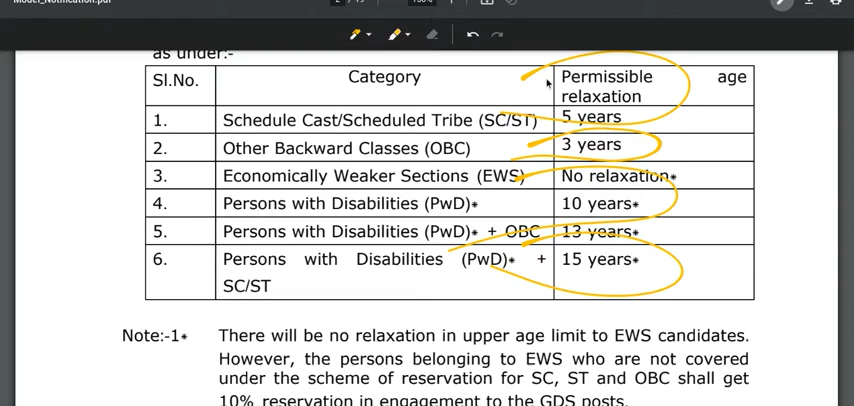 Model_Notification.pdf
as under:-
Sl.No. Category Permissible age
relaxation
1. Schedule Cast/Scheduled Tribe (SC/ST) 5 years
2. Other Backward Classes (OBC) 3 years
3. Economically Weaker Sections (EWS) No relaxation*
4. Persons with Disabilities (PwD)* 10 years*
5. Persons with Disabilities (PwD)* + OBC 13 years*
6. Persons with Disabilities (PwD)* + 15 years*
SC/ST
Note:-1* There will be no relaxation in upper age limit to EWS candidates.
However, the persons belonging to EWS who are not covered
under the scheme of reservation for SC, ST and OBC shall get
10% reservation in engagement to the GDS posts.